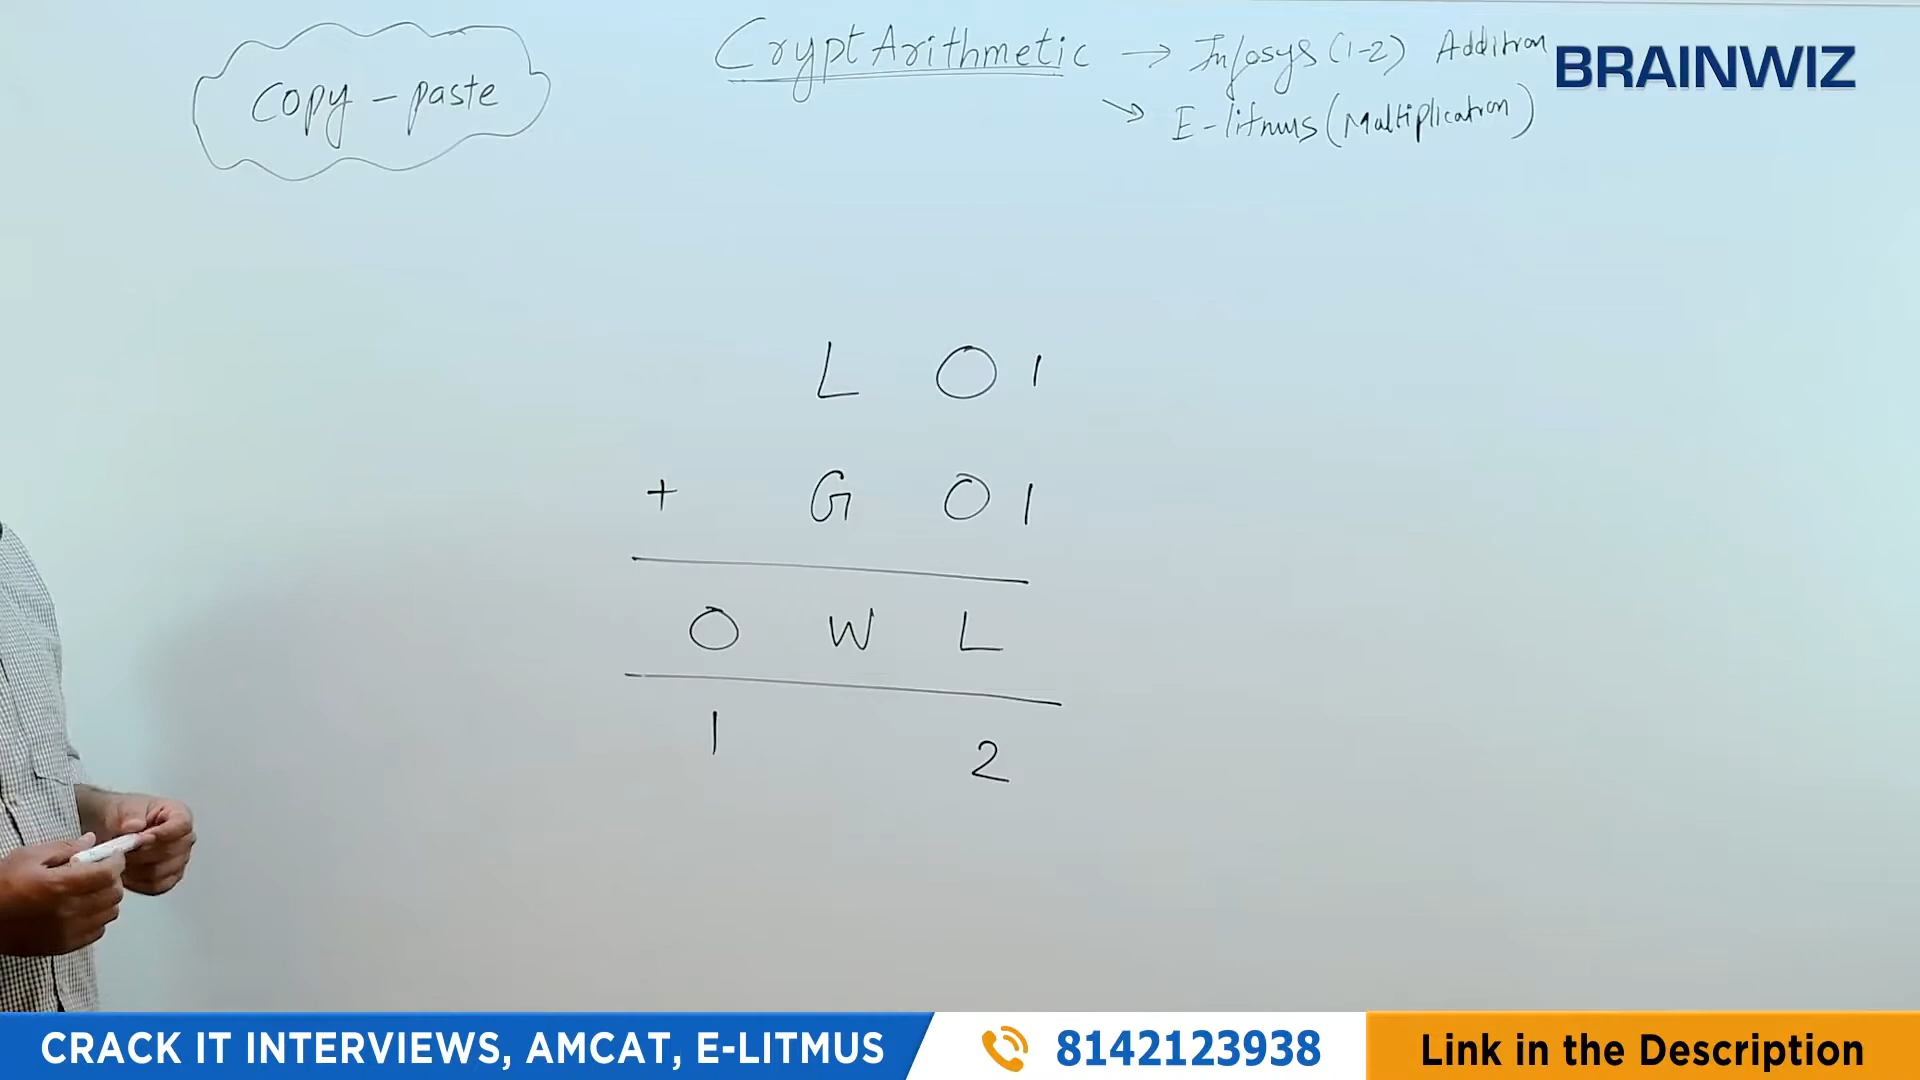 Copy - paste
CryptArithmetic → Infosys (1-2) Addition
→ E-litmus (Multiplication)
BRAINWIZ
L O 1
+ G O 1
O W L
1 2
CRACK IT INTERVIEWS, AMCAT, E-LITMUS
8142123938
Link in the Description